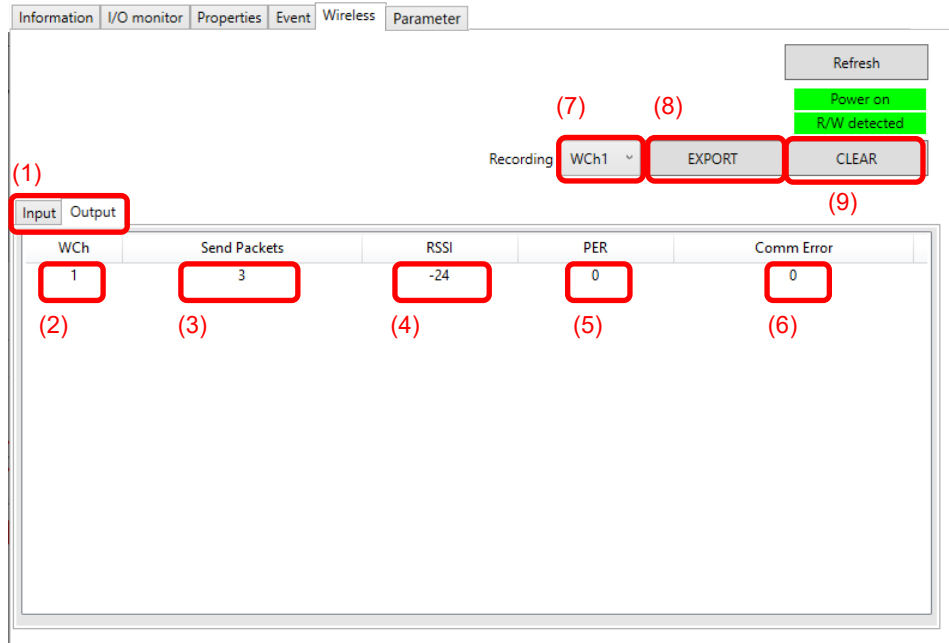 Information I/O monitor Properties Event Wireless Parameter
Refresh
Power on
R/W detected
(7) (8)
Recording WCh1 EXPORT CLEAR
(9)
(1)
Input Output
WCh Send Packets RSSI PER Comm Error
1 3 -24 0 0
(2) (3) (4) (5) (6)